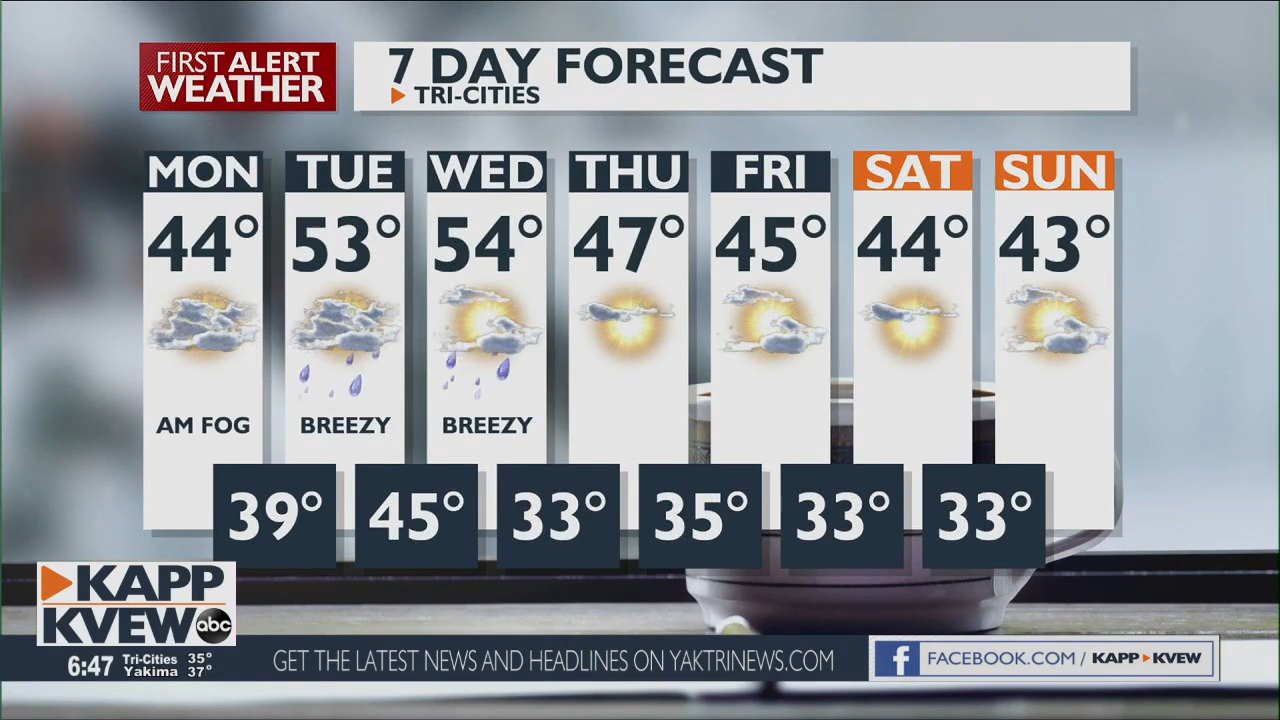 FIRST ALERT
WEATHER
7 DAY FORECAST
TRI-CITIES
MON TUE WED THU FRI SAT SUN
44° 53° 54° 47° 45° 44° 43°
AM FOG BREEZY BREEZY
39° 45° 33° 35° 33° 33°
KAPP
KVEW abc
6:47 Tri-Cities 35°
Yakima 37°
GET THE LATEST NEWS AND HEADLINES ON YAKTRINEWS.COM
f FACEBOOK.COM / KAPP KVEW